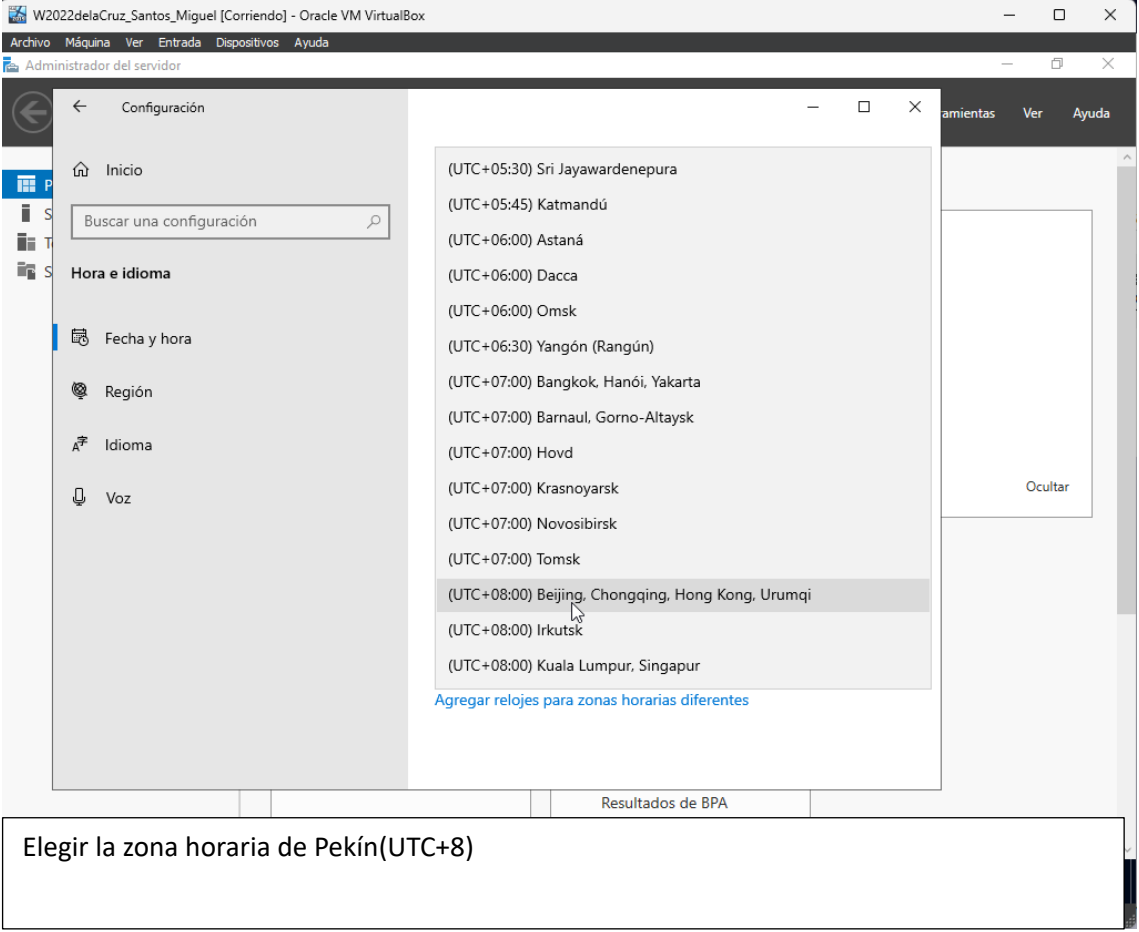 W2022delaCruz_Santos_Miguel [Corriendo] - Oracle VM VirtualBox
Archivo Máquina Ver Entrada Dispositivos Ayuda
Administrador del servidor
Configuración
amientas Ver Ayuda
Inicio
Buscar una configuración
Hora e idioma
Fecha y hora
Región
Idioma
Voz
P
S
T
S
(UTC+05:30) Sri Jayawardenepura
(UTC+05:45) Katmandú
(UTC+06:00) Astaná
(UTC+06:00) Dacca
(UTC+06:00) Omsk
(UTC+06:30) Yangón (Rangún)
(UTC+07:00) Bangkok, Hanói, Yakarta
(UTC+07:00) Barnaul, Gorno-Altaysk
(UTC+07:00) Hovd
(UTC+07:00) Krasnoyarsk
(UTC+07:00) Novosibirsk
(UTC+07:00) Tomsk
(UTC+08:00) Beijing, Chongqing, Hong Kong, Urumqi
(UTC+08:00) Irkutsk
(UTC+08:00) Kuala Lumpur, Singapur
Agregar relojes para zonas horarias diferentes
Ocultar
Resultados de BPA
Elegir la zona horaria de Pekín(UTC+8)